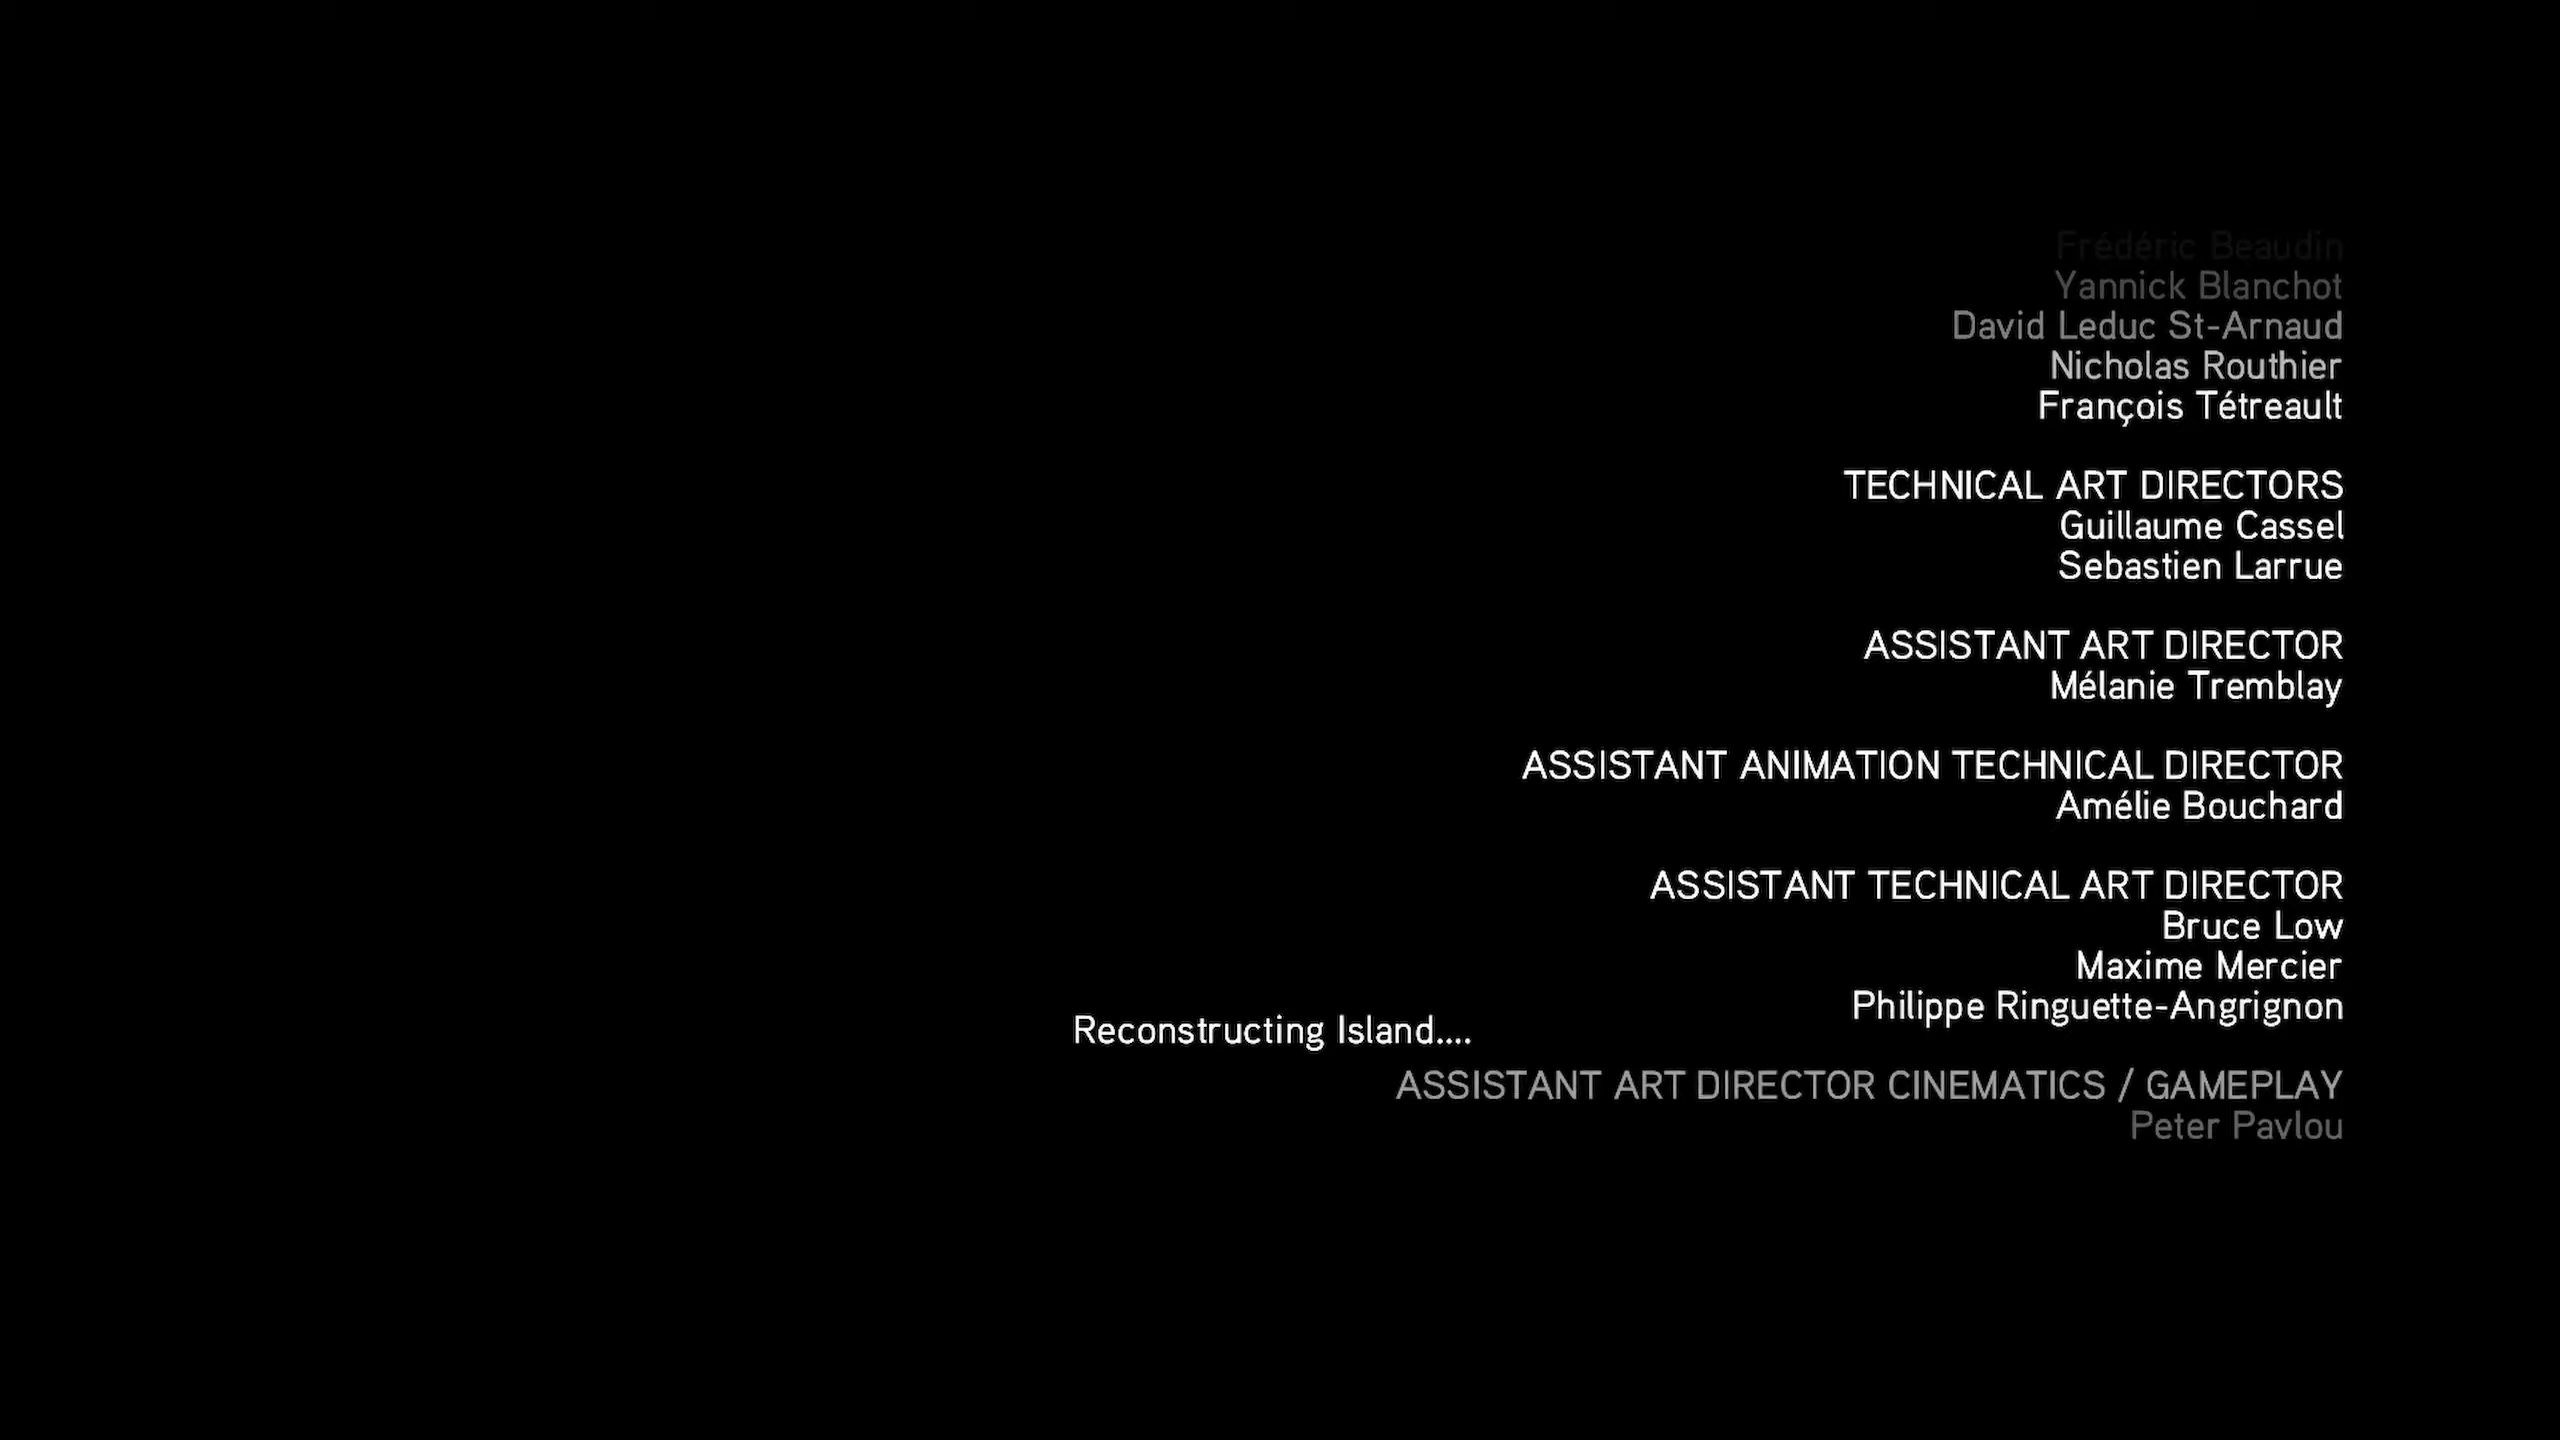 Frédéric Beaudin
Yannick Blanchot
David Leduc St-Arnaud
Nicholas Routhier
François Tétreault
TECHNICAL ART DIRECTORS
Guillaume Cassel
Sebastien Larrue
ASSISTANT ART DIRECTOR
Mélanie Tremblay
ASSISTANT ANIMATION TECHNICAL DIRECTOR
Amélie Bouchard
ASSISTANT TECHNICAL ART DIRECTOR
Bruce Low
Maxime Mercier
Philippe Ringuette-Angrignon
Reconstructing Island....
ASSISTANT ART DIRECTOR CINEMATICS / GAMEPLAY
Peter Pavlou